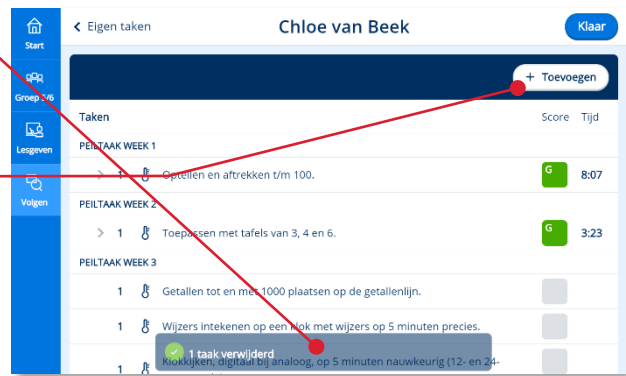 Start
Groep 5/6
Lesgeven
Volgen
Eigen taken
Chloe van Beek
Klaar
+ Toevoegen
Taken Score Tijd
PEILTAAK WEEK 1
1 Optellen en aftrekken t/m 100. G 8:07
PEILTAAK WEEK 2
1 Toepassen met tafels van 3, 4 en 6. G 3:23
PEILTAAK WEEK 3
1 Getallen tot en met 1000 plaatsen op de getallenlijn.
1 Wijzers intekenen op een klok met wijzers op 5 minuten precies.
1 taak verwijderd
1 Klokkijken, digitaal bij analoog, op 5 minuten nauwkeurig (12- en 24-